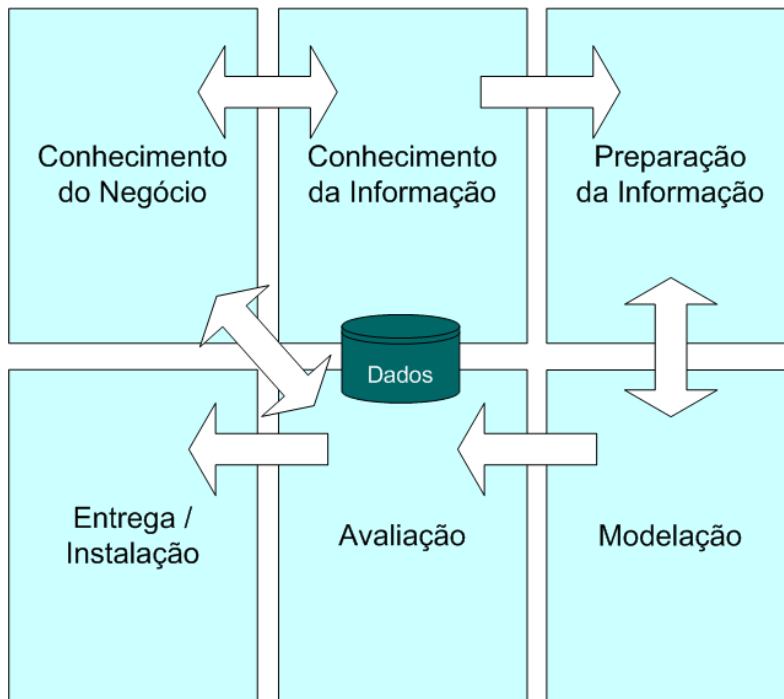 Conhecimento
do Negócio
Conhecimento
da Informação
Preparação
da Informação
Dados
Entrega /
Instalação
Avaliação
Modelação